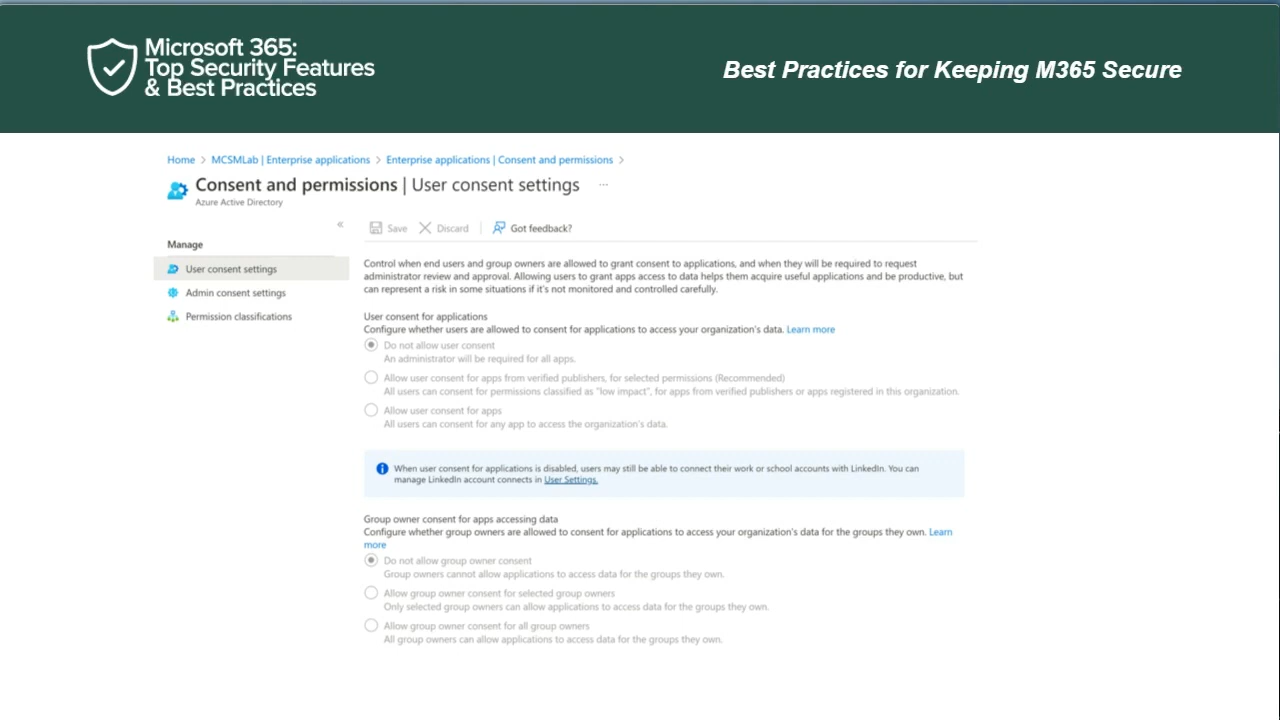 Microsoft 365:
Top Security Features
& Best Practices
Best Practices for Keeping M365 Secure
Home > MCSMLab | Enterprise applications > Enterprise applications | Consent and permissions >
Consent and permissions | User consent settings ...
Azure Active Directory
«
Save Discard | Got feedback?
Manage
User consent settings
Admin consent settings
Permission classifications
Control when end users and group owners are allowed to grant consent to applications, and when they will be required to request
administrator review and approval. Allowing users to grant apps access to data helps them acquire useful applications and be productive, but
can represent a risk in some situations if it's not monitored and controlled carefully.
User consent for applications
Configure whether users are allowed to consent for applications to access your organization's data. Learn more
Do not allow user consent
An administrator will be required for all apps.
Allow user consent for apps from verified publishers, for selected permissions (Recommended)
All users can consent for permissions classified as "low impact", for apps from verified publishers or apps registered in this organization.
Allow user consent for apps
All users can consent for any app to access the organization's data.
When user consent for applications is disabled, users may still be able to connect their work or school accounts with LinkedIn. You can
manage LinkedIn account connects in User Settings.
Group owner consent for apps accessing data
Configure whether group owners are allowed to consent for applications to access your organization's data for the groups they own. Learn
more
Do not allow group owner consent
Group owners cannot allow applications to access data for the groups they own.
Allow group owner consent for selected group owners
Only selected group owners can allow applications to access data for the groups they own.
Allow group owner consent for all group owners
All group owners can allow applications to access data for the groups they own.